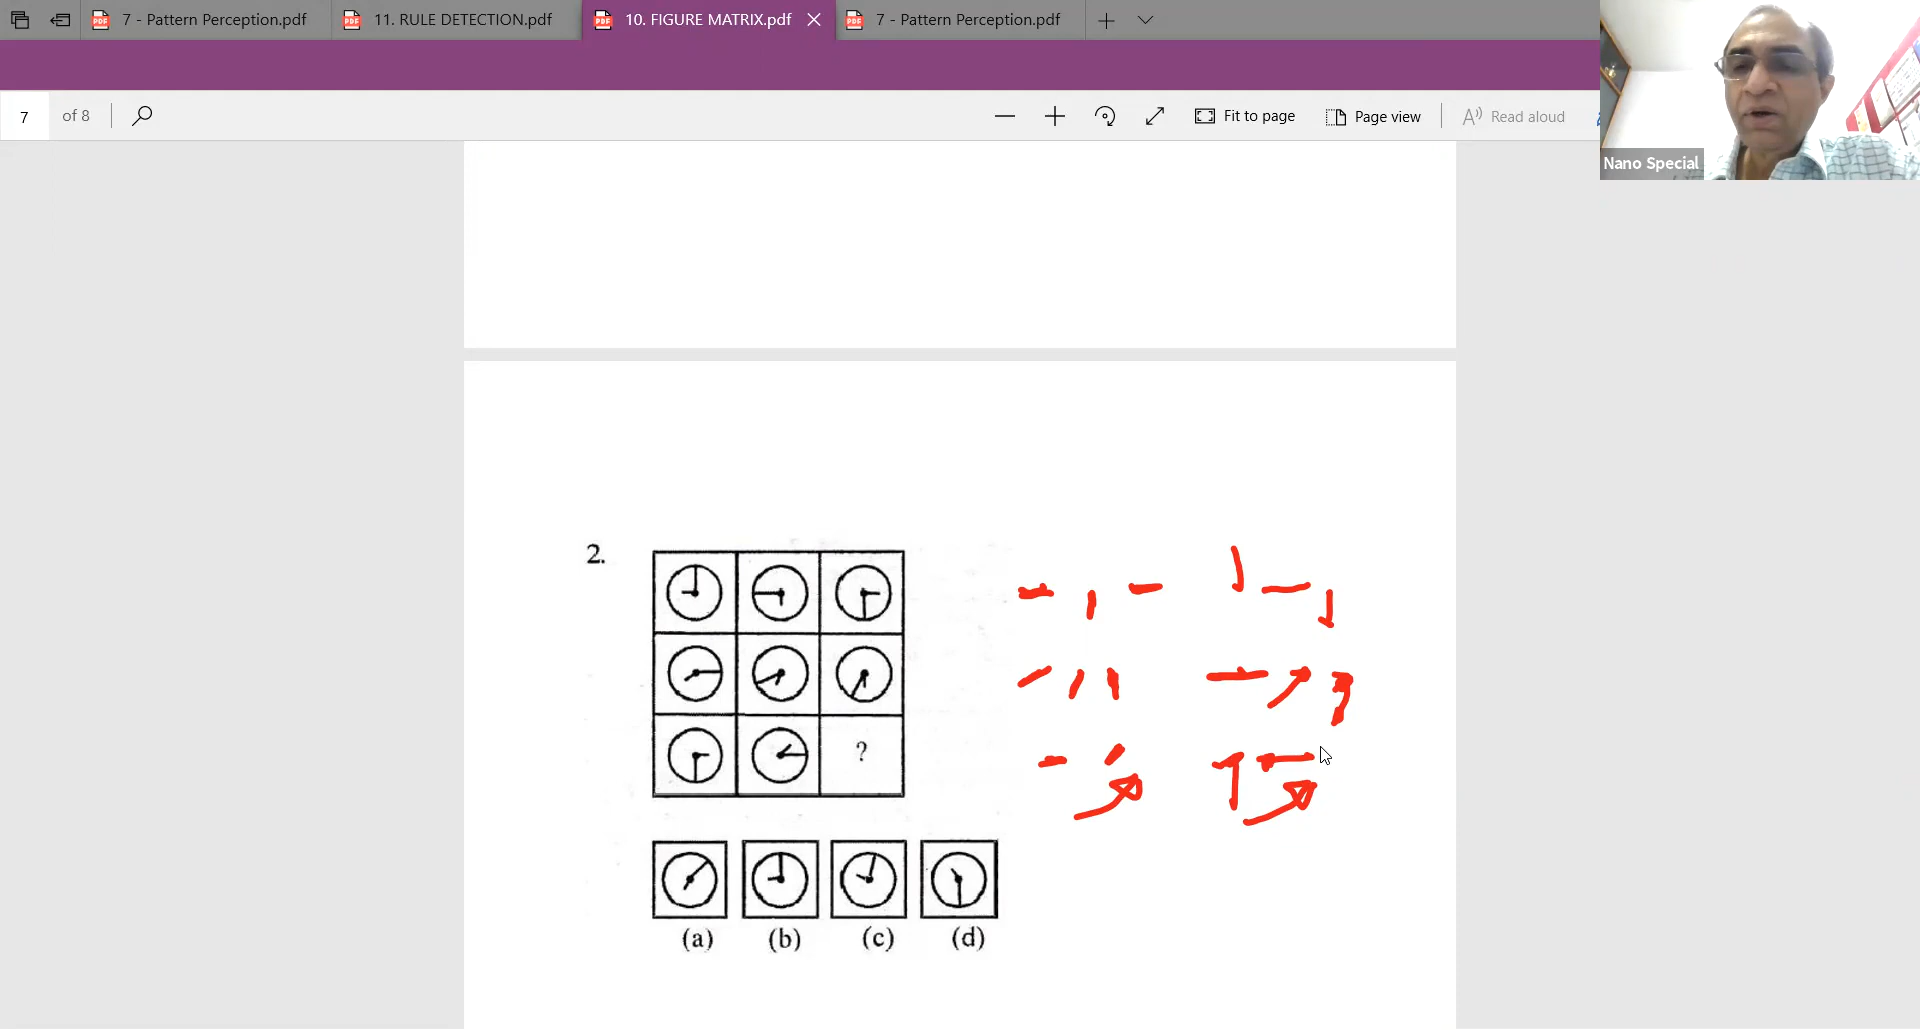 7 - Pattern Perception.pdf
11. RULE DETECTION.pdf
10. FIGURE MATRIX.pdf
7 - Pattern Perception.pdf
7 of 8
Fit to page
Page view
Read aloud
Nano Special
2.
?
(a) (b) (c) (d)